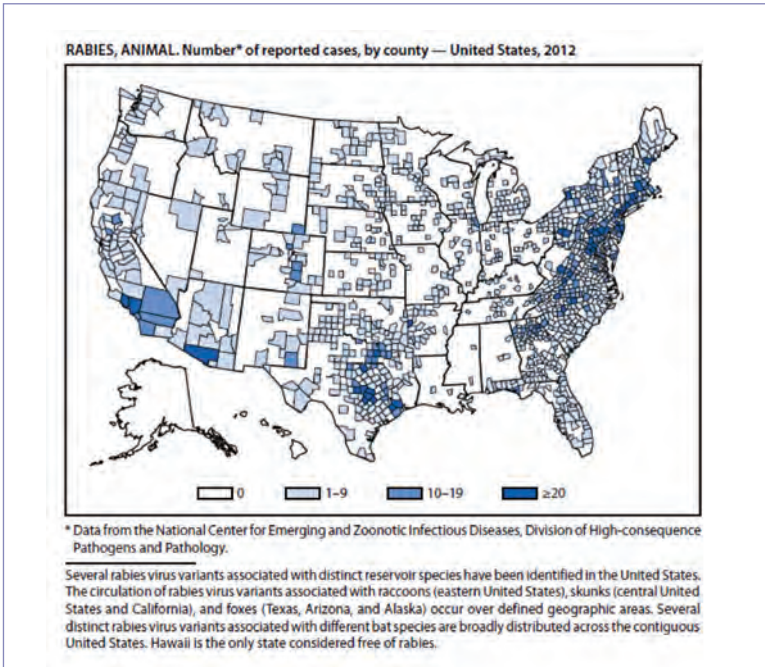 RABIES, ANIMAL. Number* of reported cases, by county — United States, 2012
0
1–9
10–19
≥20
* Data from the National Center for Emerging and Zoonotic Infectious Diseases, Division of High-consequence
Pathogens and Pathology.
Several rabies virus variants associated with distinct reservoir species have been identified in the United States.
The circulation of rabies virus variants associated with raccoons (eastern United States), skunks (central United
States and California), and foxes (Texas, Arizona, and Alaska) occur over defined geographic areas. Several
distinct rabies virus variants associated with different bat species are broadly distributed across the contiguous
United States. Hawaii is the only state considered free of rabies.